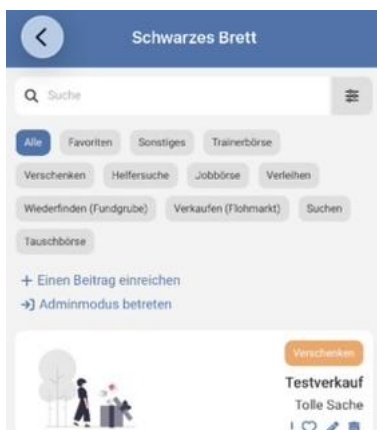 Schwarzes Brett
Suche
Alle Favoriten Sonstiges Trainerbörse
Verschenken Helfersuche Jobbörse Verleihen
Wiederfinden (Fundgrube) Verkaufen (Flohmarkt) Suchen
Tauschbörse
+ Einen Beitrag einreichen
Adminmodus betreten
Verschenken
Testverkauf
Tolle Sache